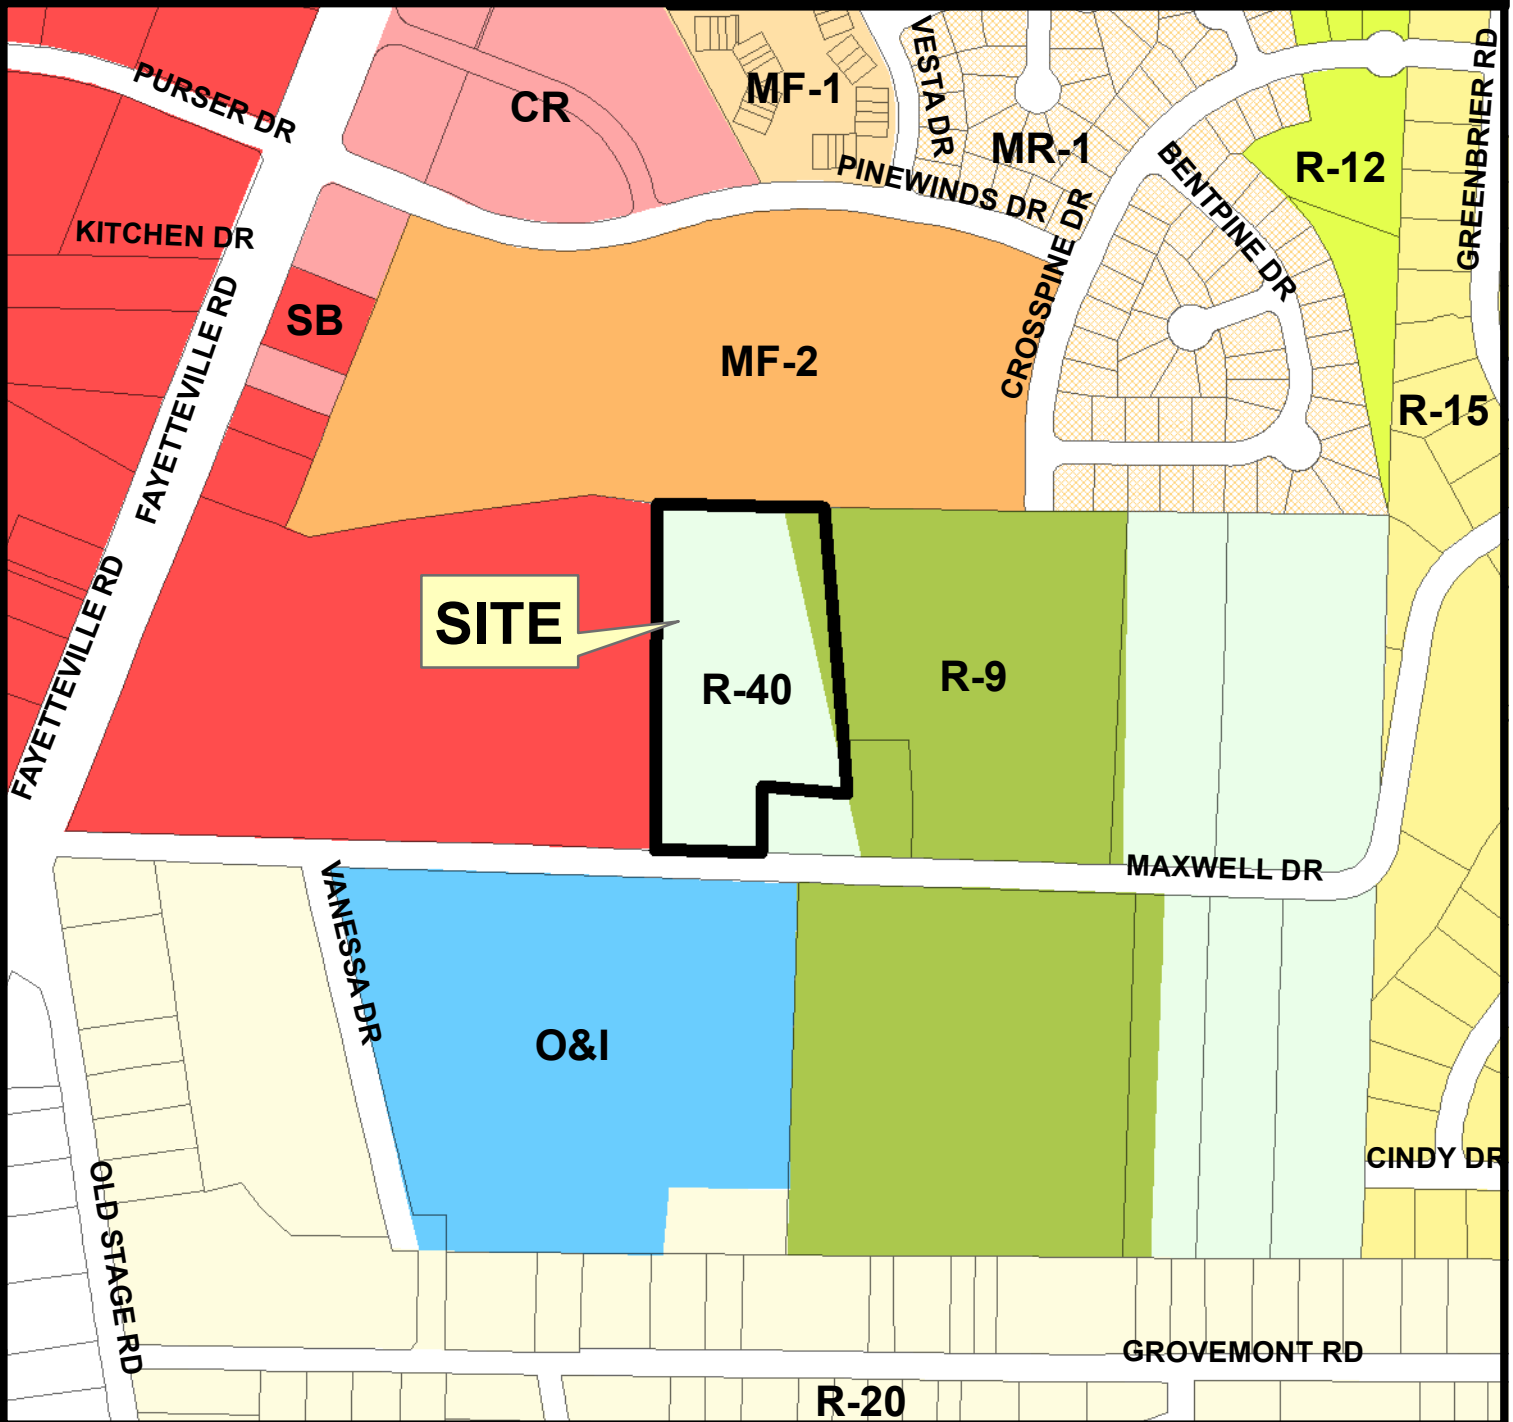 PURSER DR
CR
MF-1
VESTA DR
MR-1
PINEWINDS DR
BENTPINE DR
R-12
GREENBRIER RD
KITCHEN DR
SB
FAYETTEVILLE RD
MF-2
CROSSPINE DR
R-15
FAYETTEVILLE RD
SITE
R-40
R-9
MAXWELL DR
VANESSA DR
O&I
OLD STAGE RD
CINDY DR
GROVEMONT RD
R-20